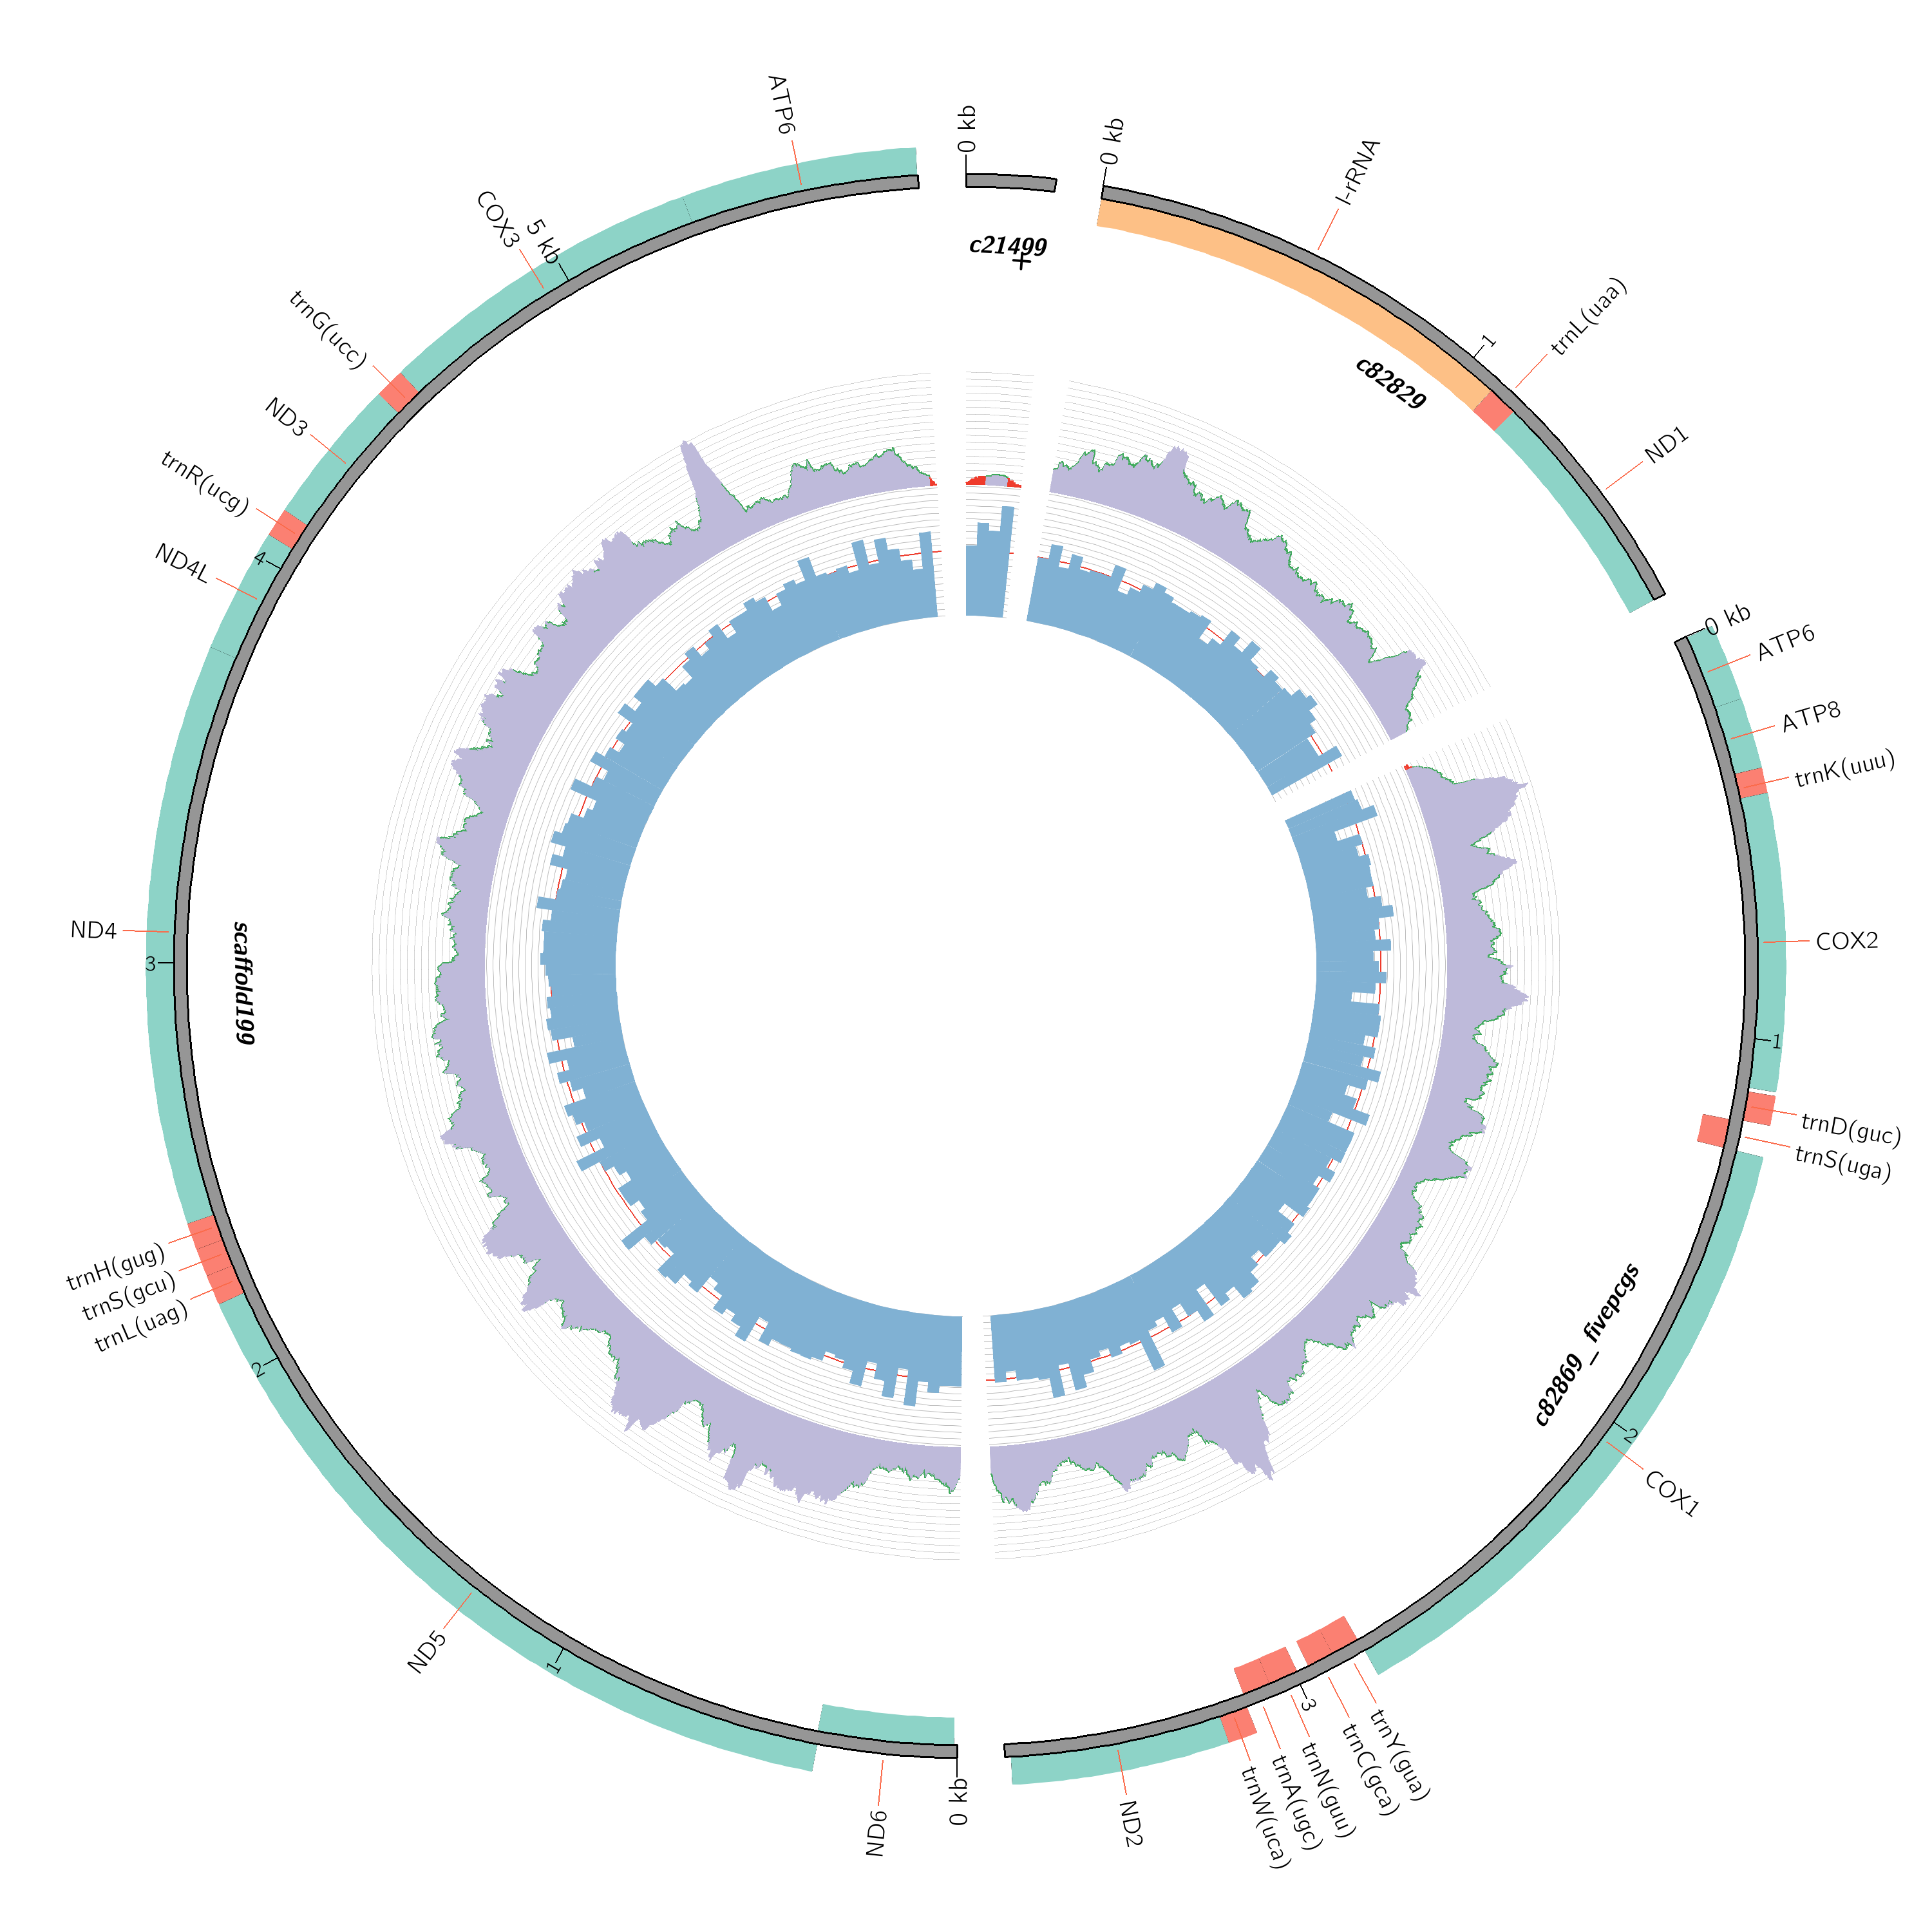 0 kb
c21499
+
0 kb
l-rRNA
1
trnL(uaa)
c82829
ND1
0 kb
ATP6
ATP8
trnK(uuu)
COX2
1
trnD(guc)
trnS(uga)
c82869_fivepcgs
2
COX1
3
trnY(gua)
trnC(gca)
trnN(guu)
trnA(ugc)
trnW(uca)
ND2
0 kb
ND6
1
ND5
2
trnL(uag)
trnS(gcu)
trnH(gug)
scaffold199
3
ND4
4
ND4L
trnR(ucg)
ND3
trnG(ucc)
5 kb
COX3
ATP6